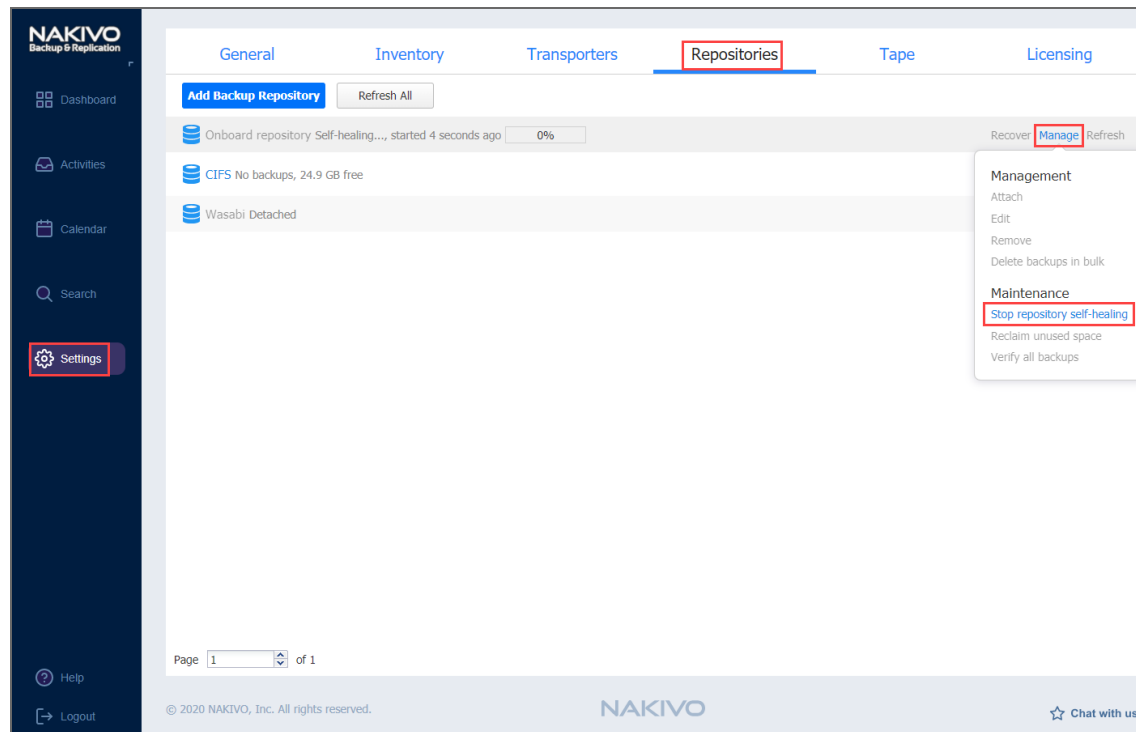 NAKIVO
Backup & Replication
General Inventory Transporters Repositories Tape Licensing
Add Backup Repository Refresh All
Dashboard
Onboard repository Self-healing..., started 4 seconds ago 0% Recover Manage Refresh
Activities
CIFS No backups, 24.9 GB free
Wasabi Detached
Management
Attach
Edit
Remove
Delete backups in bulk
Maintenance
Stop repository self-healing
Reclaim unused space
Verify all backups
Calendar
Search
Settings
Page 1 of 1
Help
Logout
© 2020 NAKIVO, Inc. All rights reserved. NAKIVO Chat with us